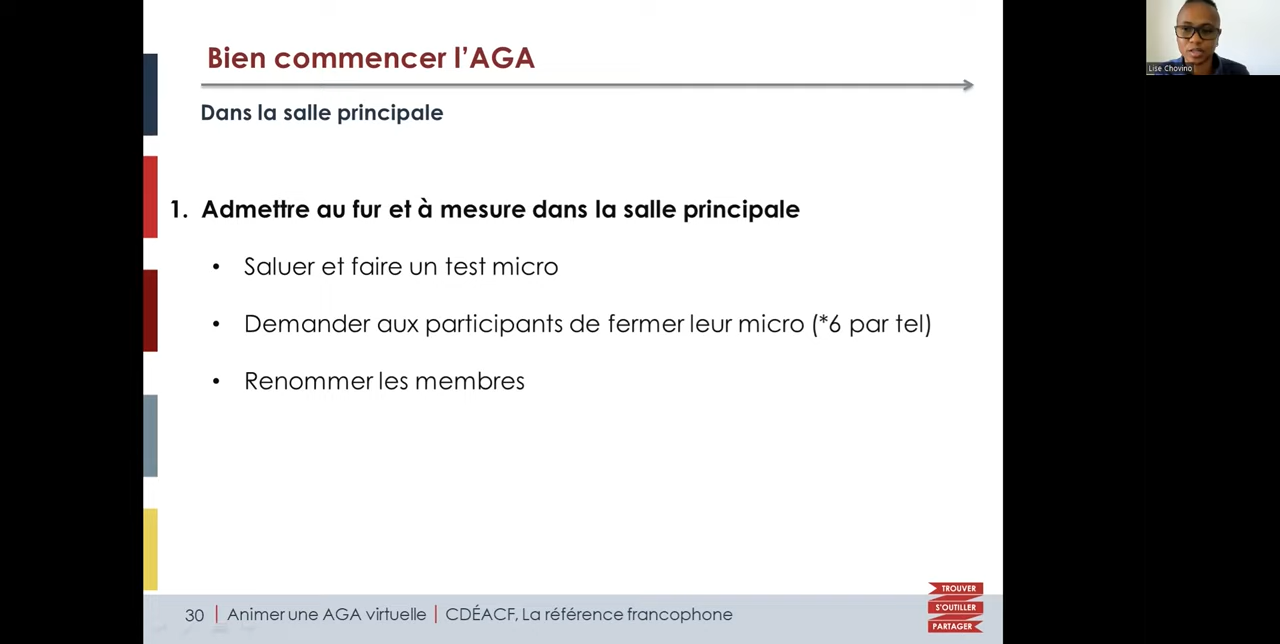 Bien commencer l'AGA
Dans la salle principale
1. Admettre au fur et à mesure dans la salle principale
• Saluer et faire un test micro
• Demander aux participants de fermer leur micro (*6 par tel)
• Renommer les membres
30 | Animer une AGA virtuelle | CDÉACF, La référence francophone
TROUVER
S'OUTILLER
PARTAGER
Lise Chovino